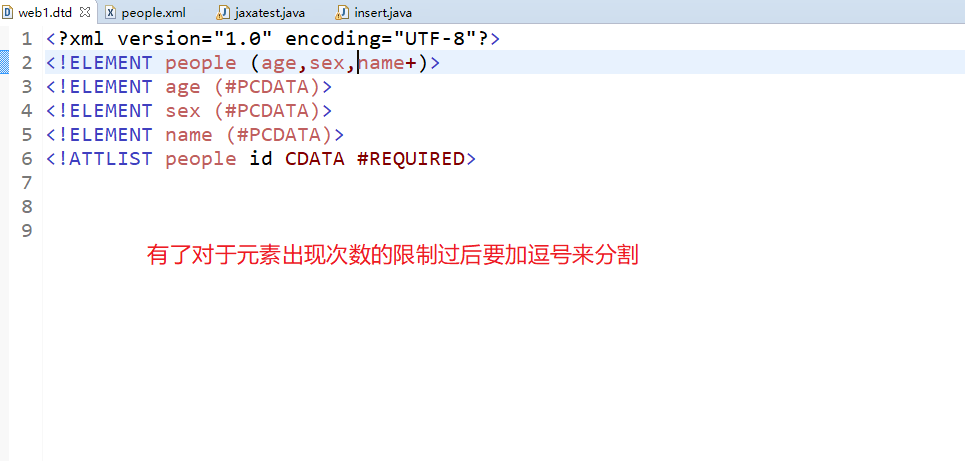 web1.dtd people.xml jaxatest.java insert.java
1 <?xml version="1.0" encoding="UTF-8"?>
2 <!ELEMENT people (age,sex,name+)>
3 <!ELEMENT age (#PCDATA)>
4 <!ELEMENT sex (#PCDATA)>
5 <!ELEMENT name (#PCDATA)>
6 <!ATTLIST people id CDATA #REQUIRED>
7
8
9
有了对于元素出现次数的限制过后要加逗号来分割